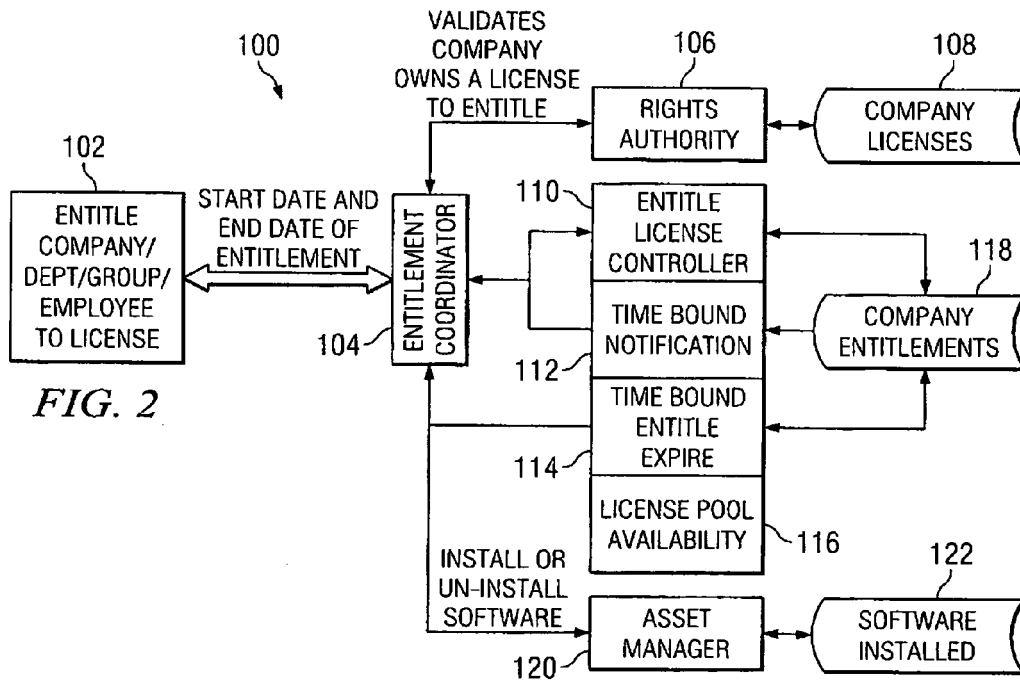 100
VALIDATES
COMPANY
OWNS A LICENSE
TO ENTITLE
106
RIGHTS
AUTHORITY
108
COMPANY
LICENSES
102
ENTITLE
COMPANY/
DEPT/GROUP/
EMPLOYEE
TO LICENSE
START DATE AND
END DATE OF
ENTITLEMENT
ENTITLEMENT
COORDINATOR
104
110
ENTITLE
LICENSE
CONTROLLER
TIME BOUND
NOTIFICATION
112
118
COMPANY
ENTITLEMENTS
TIME BOUND
ENTITLE
EXPIRE
114
LICENSE POOL
AVAILABILITY
116
FIG. 2
INSTALL OR
UN-INSTALL
SOFTWARE
ASSET
MANAGER
120
122
SOFTWARE
INSTALLED